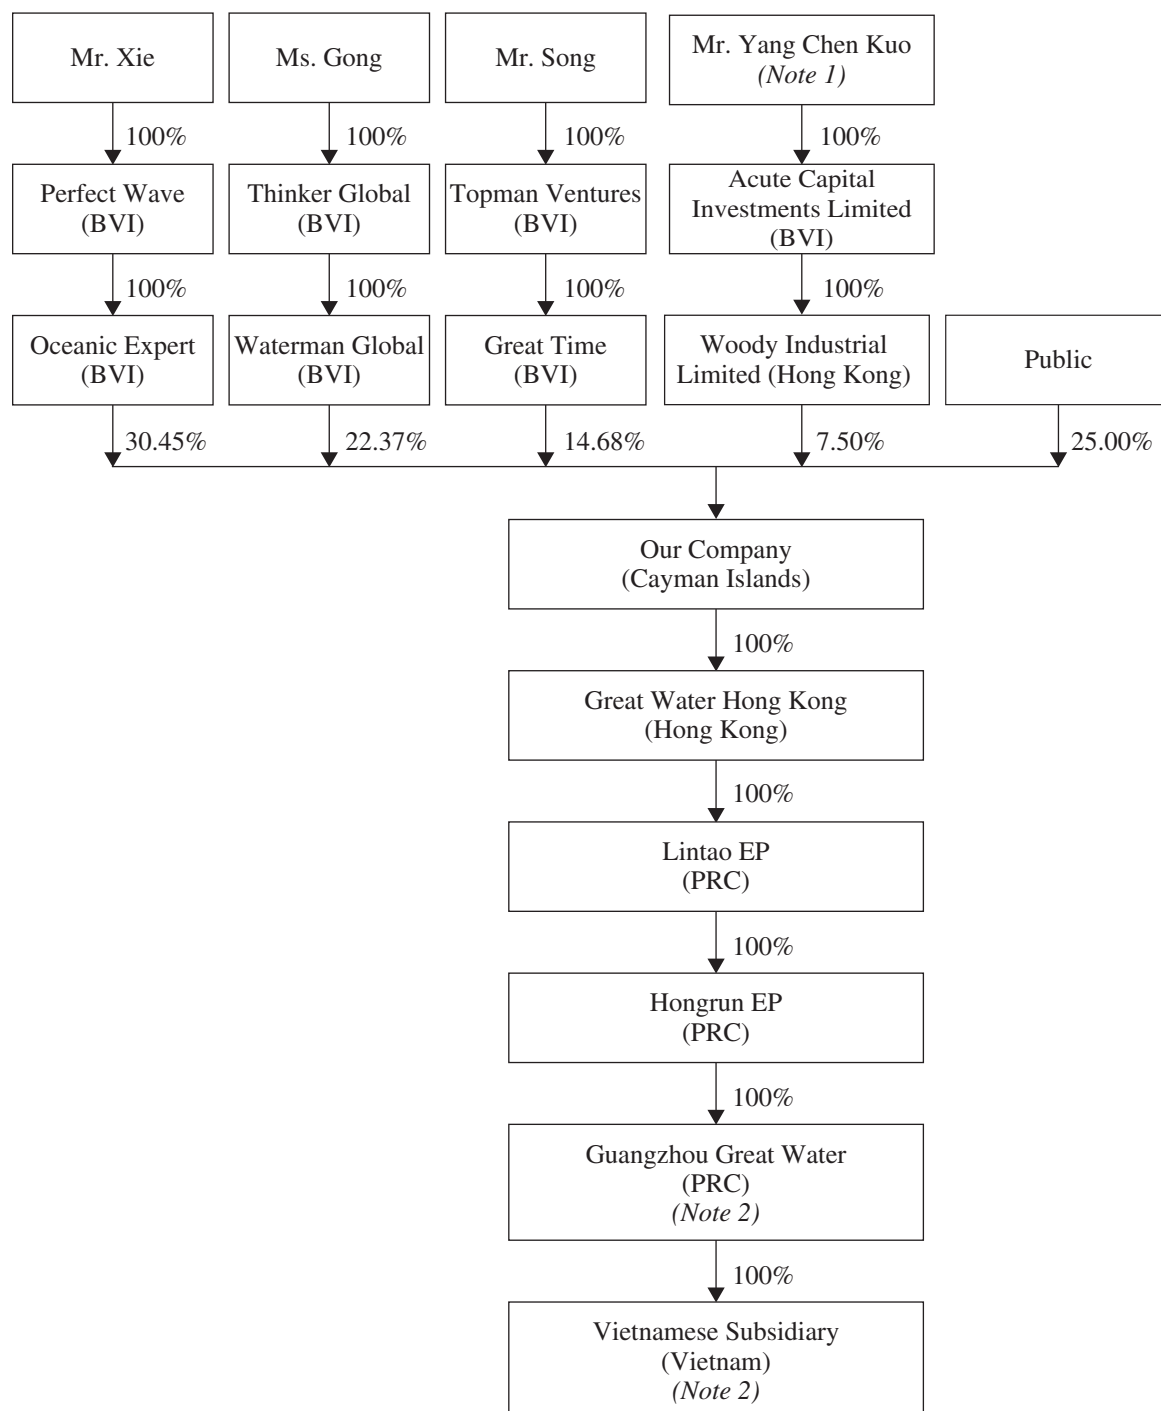 Mr. Xie
Ms. Gong
Mr. Song
Mr. Yang Chen Kuo
(Note 1)
100%
100%
100%
100%
Perfect Wave
(BVI)
Thinker Global
(BVI)
Topman Ventures
(BVI)
Acute Capital
Investments Limited
(BVI)
100%
100%
100%
100%
Oceanic Expert
(BVI)
Waterman Global
(BVI)
Great Time
(BVI)
Woody Industrial
Limited (Hong Kong)
Public
30.45%
22.37%
14.68%
7.50%
25.00%
Our Company
(Cayman Islands)
100%
Great Water Hong Kong
(Hong Kong)
100%
Lintao EP
(PRC)
100%
Hongrun EP
(PRC)
100%
Guangzhou Great Water
(PRC)
(Note 2)
100%
Vietnamese Subsidiary
(Vietnam)
(Note 2)